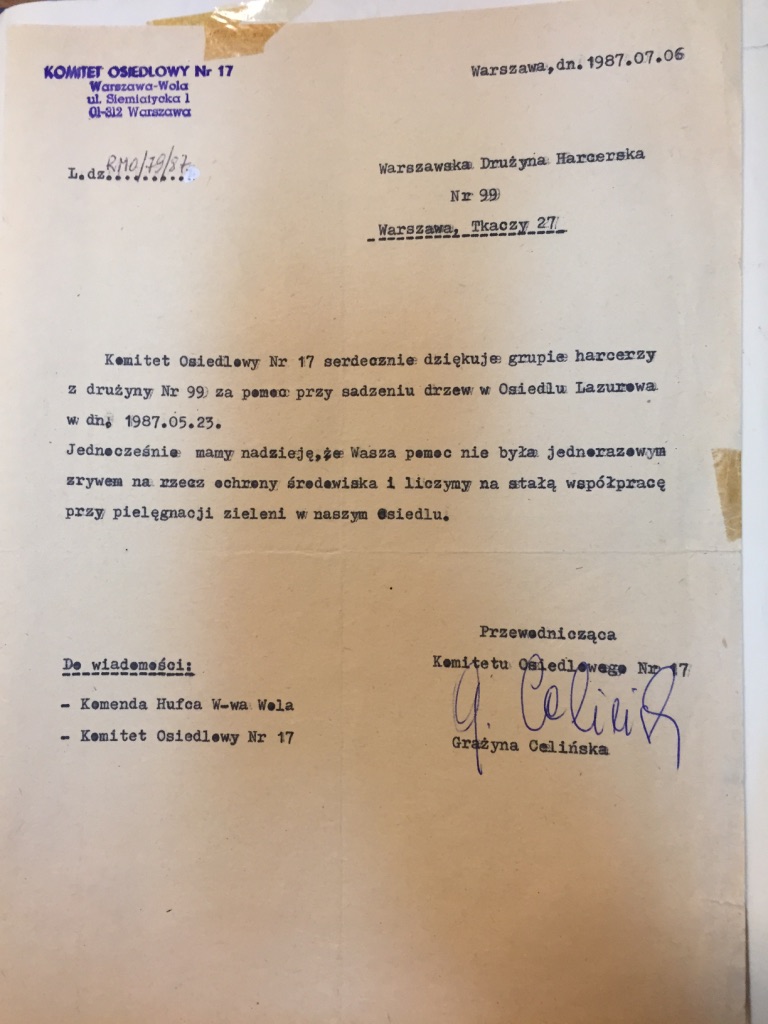 KOMITET OSIEDLOWY Nr 17
Warszawa-Wola
ul. Siemiatycka 1
01-312 Warszawa
Warszawa,dn.1987.07.06
L.dz. RMO/79/87
Warszawska Drużyna Harcerska
Nr 99
Warszawa, Tkaczy 27
Komitet Osiedlowy Nr 17 serdecznie dziękuje grupie harcerzy
z drużyny Nr 99 za pomoc przy sadzeniu drzew w Osiedlu Lazurowa
w dn. 1987.05.23.
Jednocześnie mamy nadzieję,że Wasza pomoc nie była jednorazowym
zrywem na rzecz ochrony środowiska i liczymy na stałą współpracę
przy pielęgnacji zieleni w naszym Osiedlu.
Przewodnicząca
Komitetu Osiedlowego Nr 17
G. Celińsk
Grażyna Celińska
Do wiadomości:
- Komenda Hufca W-wa Wola
- Komitet Osiedlowy Nr 17